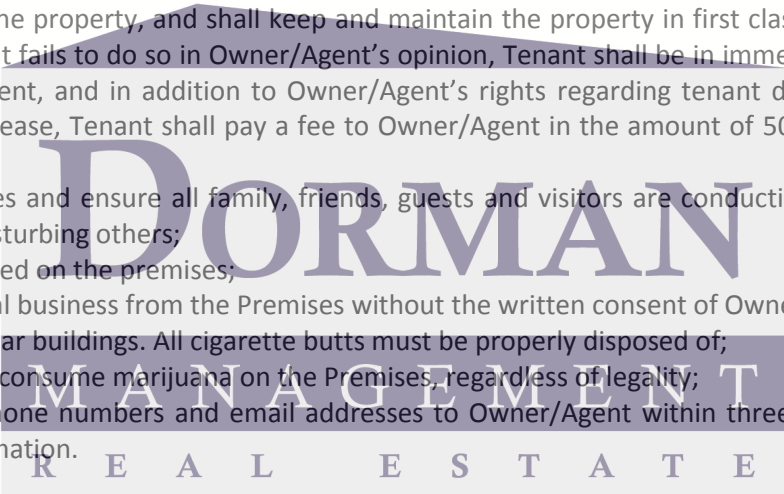 he property, and shall keep and maintain the property in first clas
t fails to do so in Owner/Agent's opinion, Tenant shall be in imme
ent, and in addition to Owner/Agent's rights regarding tenant d
ease, Tenant shall pay a fee to Owner/Agent in the amount of 50
es and ensure all family, friends, guests and visitors are conducti
sturbing others;
ed on the premises;
al business from the Premises without the written consent of Owne
ar buildings. All cigarette butts must be properly disposed of;
consume marijuana on the Premises, regardless of legality;
hone numbers and email addresses to Owner/Agent within three
mation.
DORMAN
MANAGEMENT
REAL ESTATE